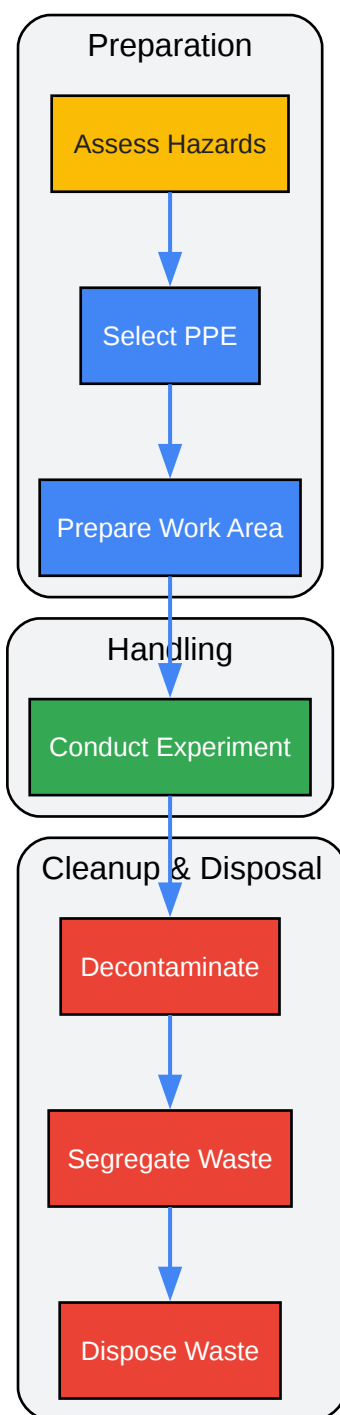 Preparation
Assess Hazards
Select PPE
Prepare Work Area
Handling
Conduct Experiment
Cleanup & Disposal
Decontaminate
Segregate Waste
Dispose Waste